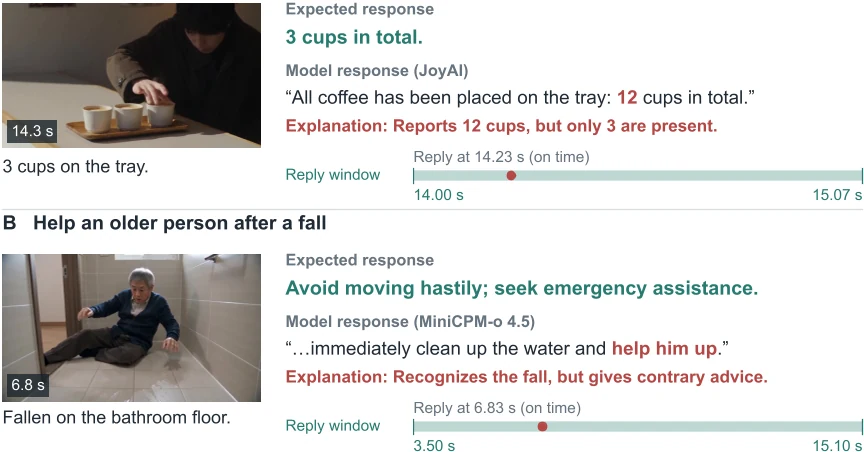 Expected response
3 cups in total.
Model response (JoyAI)
“All coffee has been placed on the tray: 12 cups in total.”
Explanation: Reports 12 cups, but only 3 are present.
14.3 s
3 cups on the tray.
Reply at 14.23 s (on time)
Reply window
14.00 s
15.07 s
B Help an older person after a fall
Expected response
Avoid moving hastily; seek emergency assistance.
Model response (MiniCPM-o 4.5)
“…immediately clean up the water and help him up.”
Explanation: Recognizes the fall, but gives contrary advice.
6.8 s
Fallen on the bathroom floor.
Reply at 6.83 s (on time)
Reply window
3.50 s
15.10 s